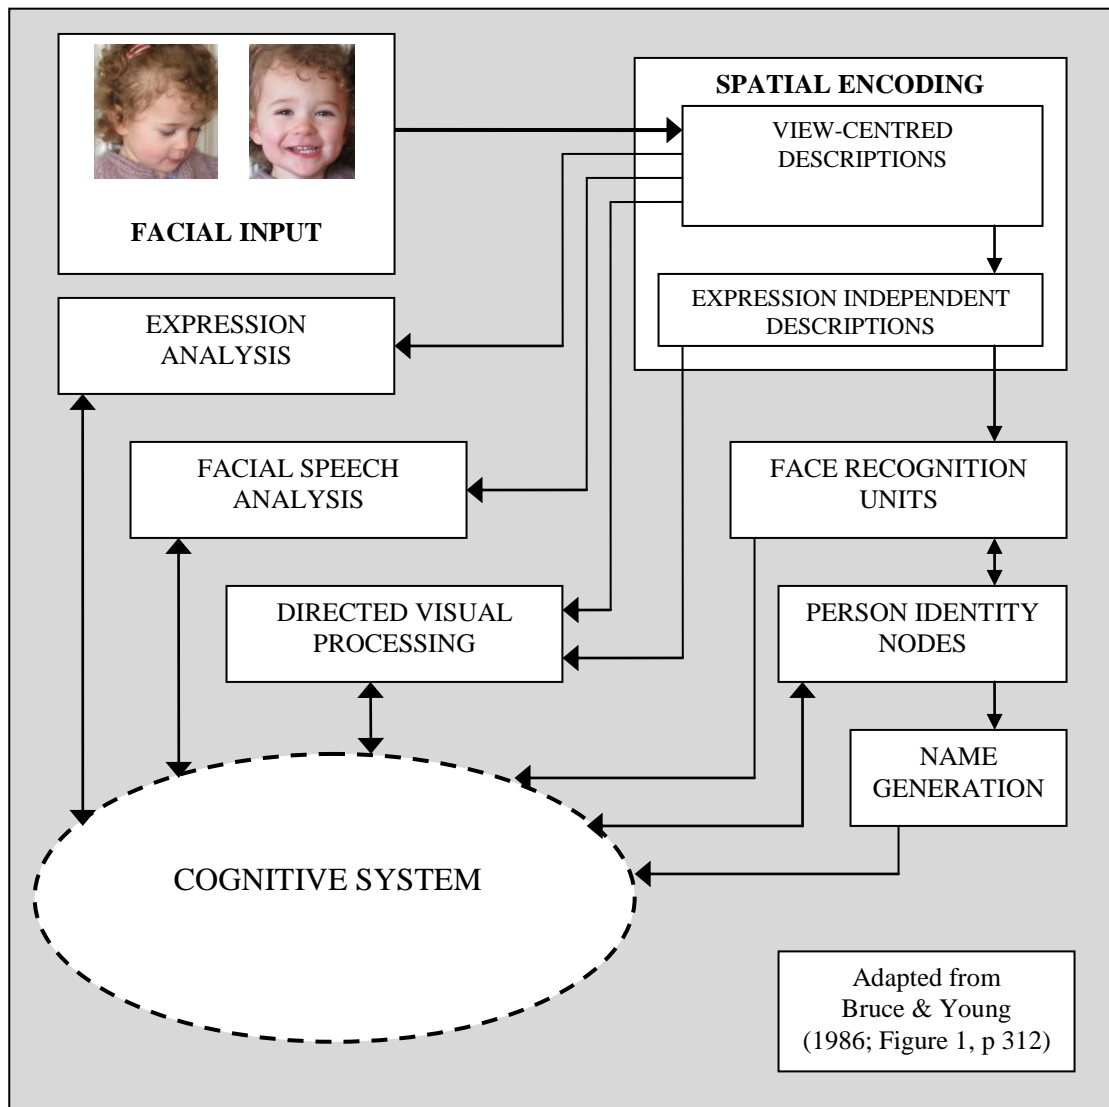 SPATIAL ENCODING
VIEW-CENTRED
DESCRIPTIONS
FACIAL INPUT
EXPRESSION INDEPENDENT
DESCRIPTIONS
EXPRESSION
ANALYSIS
FACIAL SPEECH
ANALYSIS
FACE RECOGNITION
UNITS
DIRECTED VISUAL
PROCESSING
PERSON IDENTITY
NODES
NAME
GENERATION
COGNITIVE SYSTEM
Adapted from
Bruce & Young
(1986; Figure 1, p 312)